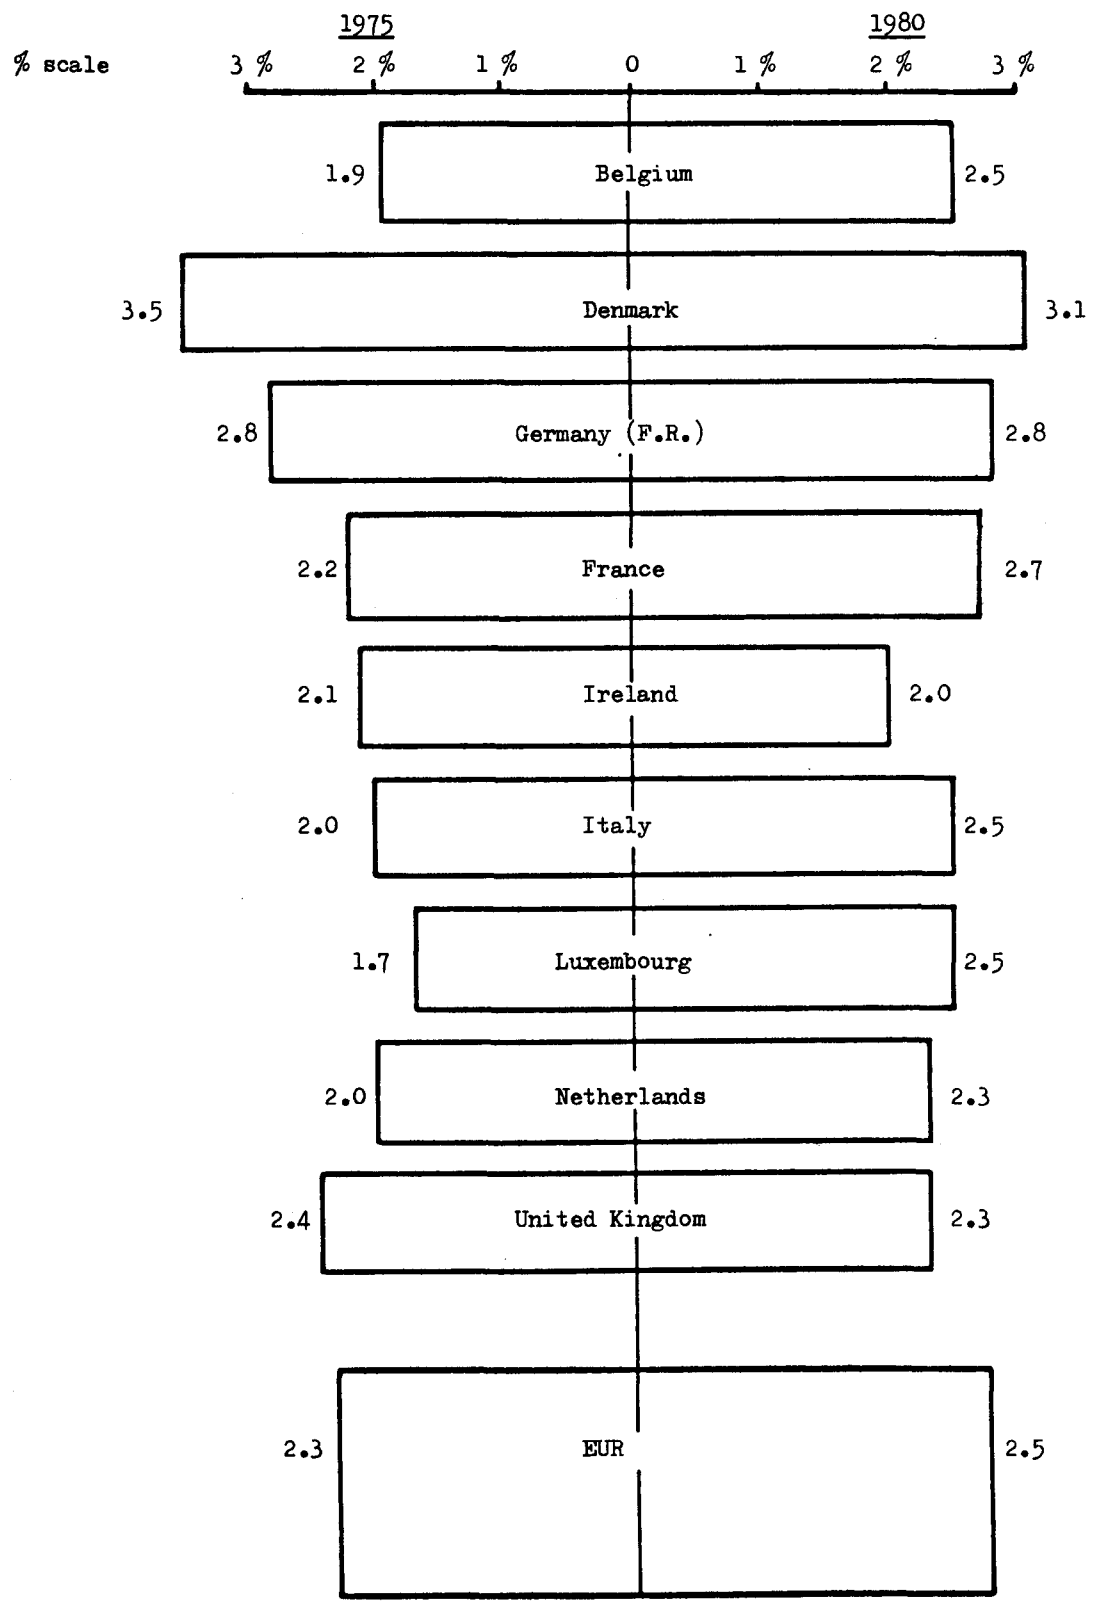 1975 1980
% scale 3 % 2 % 1 % 0 1 % 2 % 3 %
1.9 Belgium 2.5
3.5 Denmark 3.1
2.8 Germany (F.R.) 2.8
2.2 France 2.7
2.1 Ireland 2.0
2.0 Italy 2.5
1.7 Luxembourg 2.5
2.0 Netherlands 2.3
2.4 United Kingdom 2.3
2.3 EUR 2.5